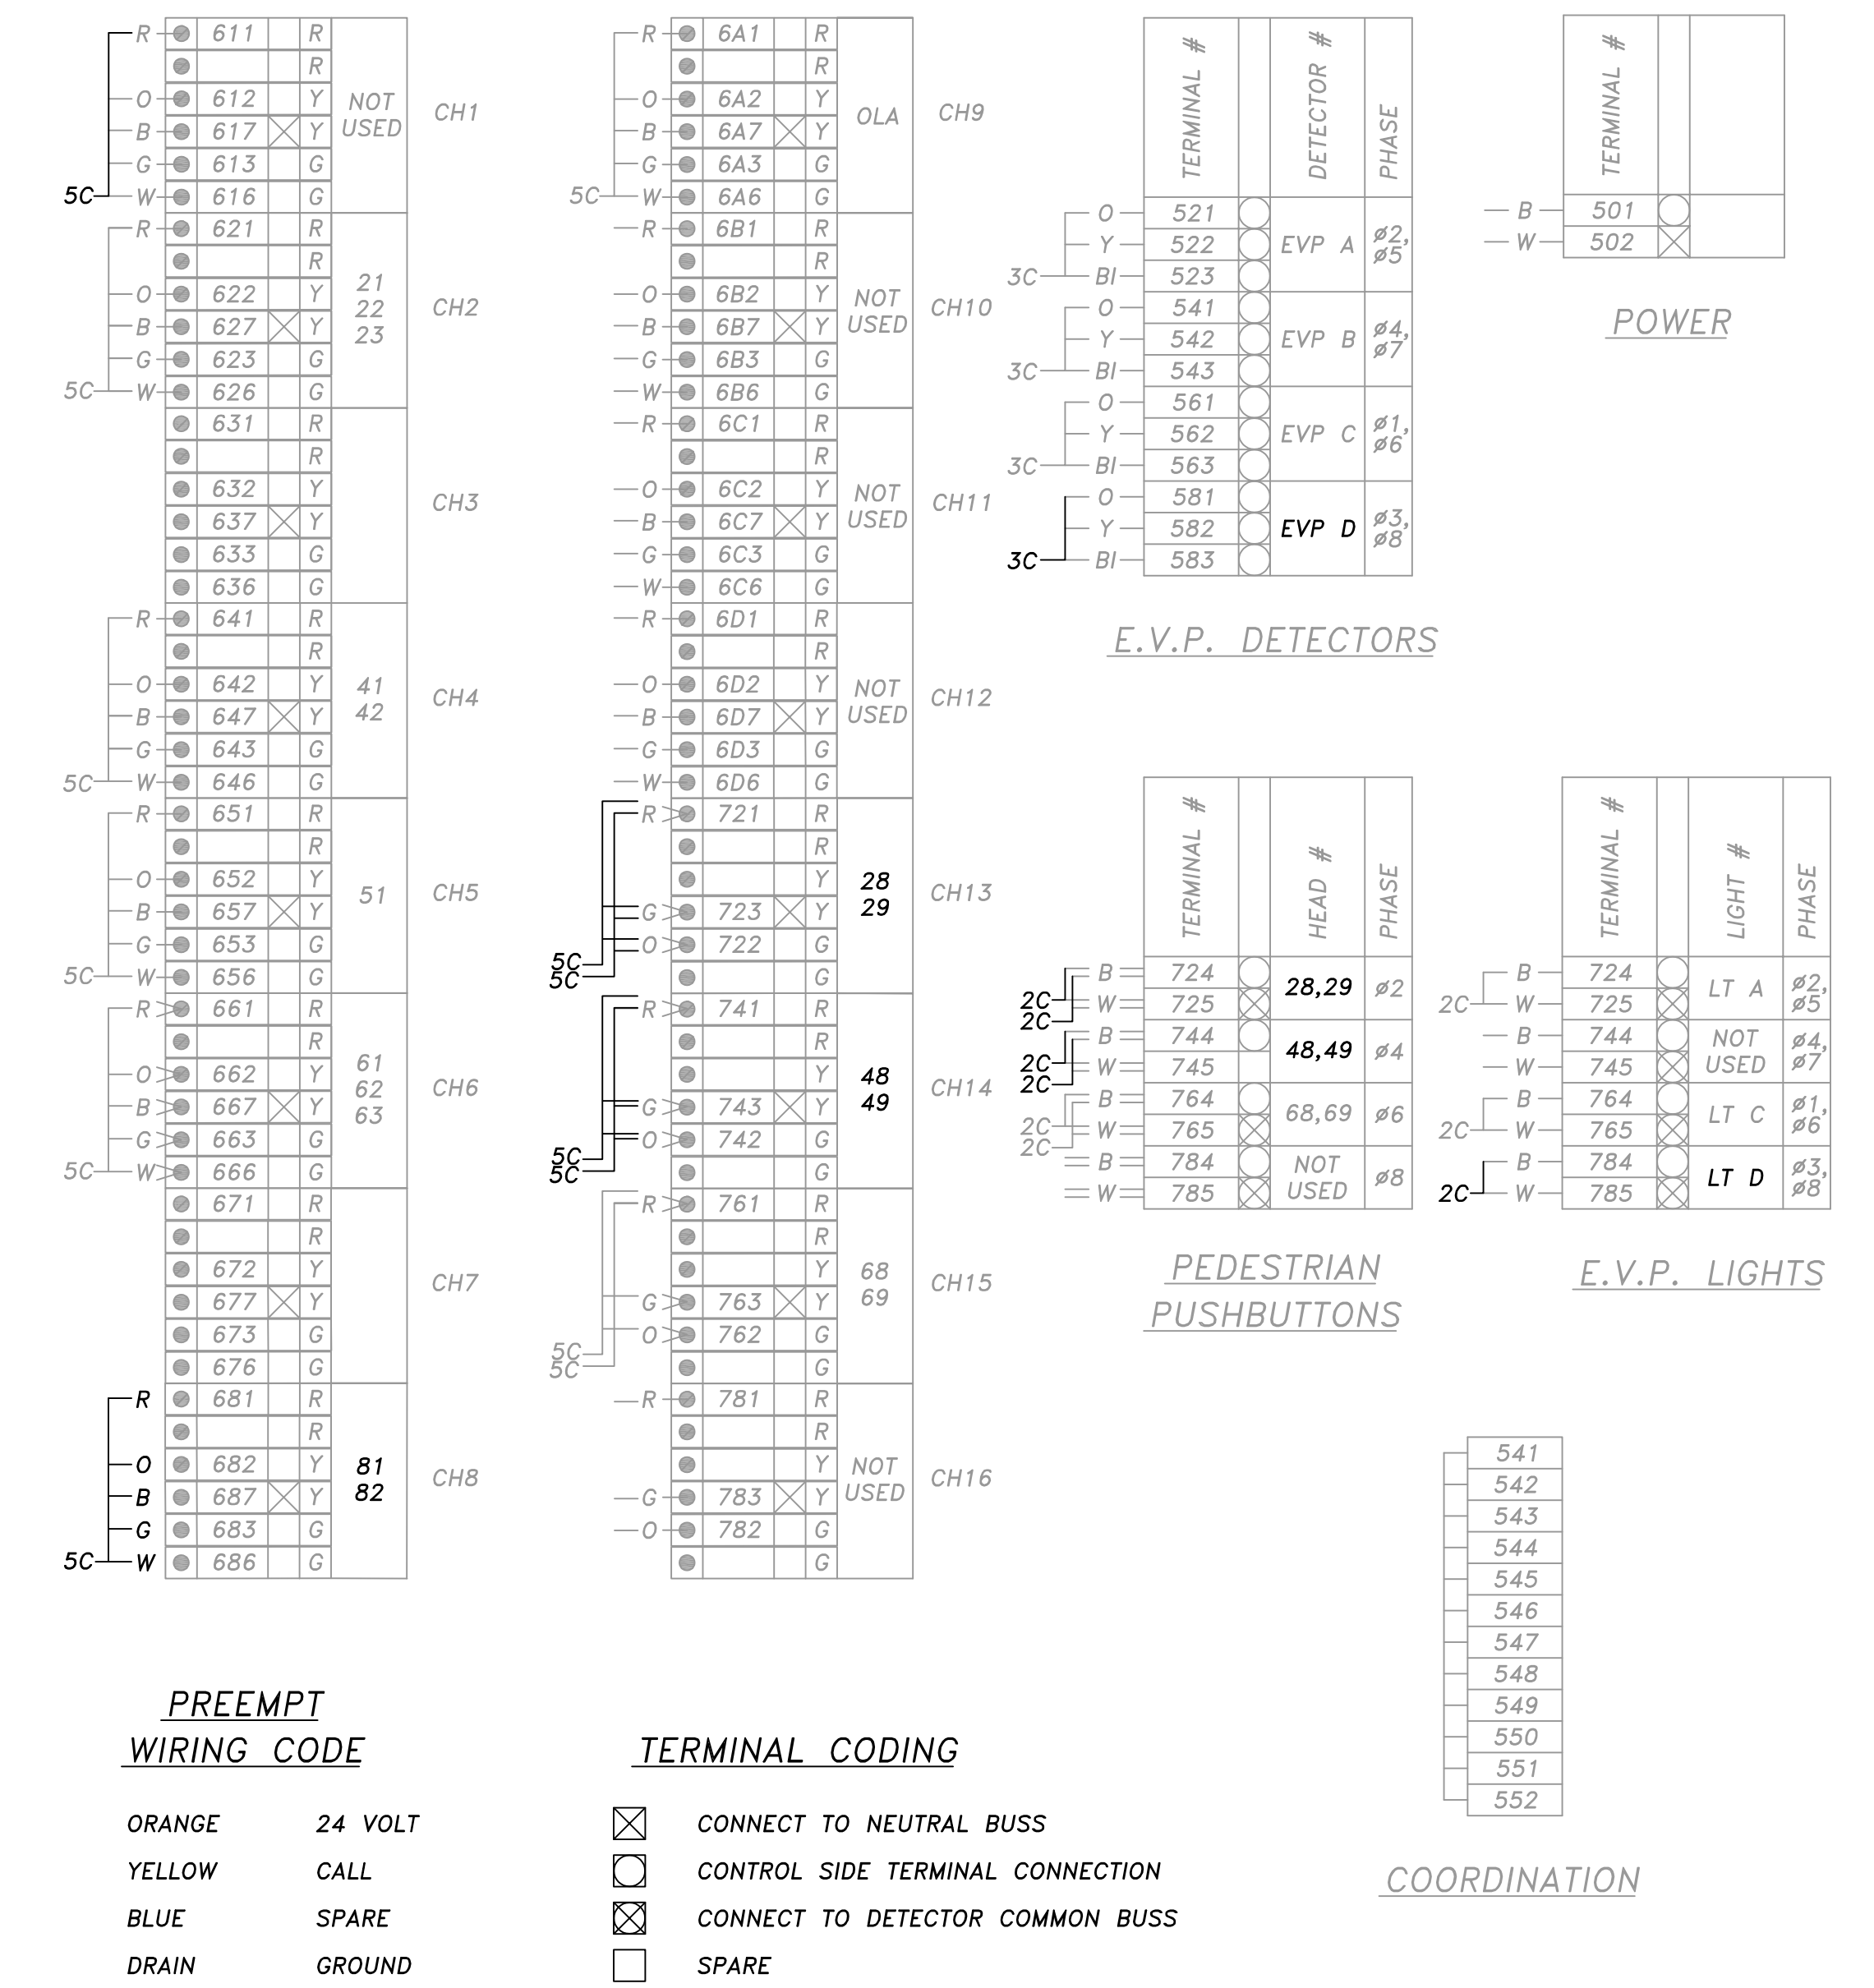 R 611 R
R
O 612 Y NOT
B 617 Y USED CH1
G 613 G
5C W 616 G
R 621 R
R
O 622 Y 21
22 CH2
B 627 Y 23
G 623 G
5C W 626 G
631 R
R
632 Y
637 Y CH3
633 G
636 G
R 641 R
R
O 642 Y 41
B 647 Y 42 CH4
G 643 G
5C W 646 G
R 651 R
R
O 652 Y
B 657 Y 51 CH5
G 653 G
5C W 656 G
R 661 R
R
O 662 Y 61
62 CH6
B 667 Y 63
G 663 G
5C W 666 G
671 R
R
672 Y
677 Y CH7
673 G
676 G
R 681 R
R
O 682 Y 81
B 687 Y 82 CH8
G 683 G
5C W 686 G
R 6A1 R
R
O 6A2 Y
B 6A7 Y OLA CH9
G 6A3 G
5C W 6A6 G
R 6B1 R
R
O 6B2 Y NOT
B 6B7 Y USED CH10
G 6B3 G
W 6B6 G
R 6C1 R
R
O 6C2 Y NOT
B 6C7 Y USED CH11
G 6C3 G
W 6C6 G
R 6D1 R
R
O 6D2 Y NOT
B 6D7 Y USED CH12
G 6D3 G
W 6D6 G
R 721 R
R
Y 28
G 723 Y 29 CH13
O 722 G
5C
5C G
R 741 R
R
Y 48
G 743 Y 49 CH14
O 742 G
5C
5C G
R 761 R
R
Y 68
G 763 Y 69 CH15
O 762 G
5C
5C G
R 781 R
R
Y NOT
G 783 Y USED CH16
O 782 G
G
TERMINAL # DETECTOR # PHASE
O 521
Y 522 EVP A ø2,
ø5
3C BI 523
O 541
Y 542 EVP B ø4,
ø7
3C BI 543
O 561
Y 562 EVP C ø1,
ø6
3C BI 563
O 581
Y 582 EVP D ø3,
ø8
3C BI 583
E.V.P. DETECTORS
TERMINAL #
B 501
W 502
POWER
TERMINAL # HEAD # PHASE
B 724 28,29 ø2
2C W 725
2C
B 744 48,49 ø4
2C W 745
2C
B 764 68,69 ø6
2C W 765
2C
B 784 NOT ø8
W 785 USED
PEDESTRIAN
PUSHBUTTONS
TERMINAL # LIGHT # PHASE
B 724 LT A ø2,
2C W 725 ø5
B 744 NOT ø4,
W 745 USED ø7
B 764 LT C ø1,
2C W 765 ø6
B 784 LT D ø3,
2C W 785 ø8
E.V.P. LIGHTS
541
542
543
544
545
546
547
548
549
550
551
552
COORDINATION
PREEMPT
WIRING CODE
ORANGE 24 VOLT
YELLOW CALL
BLUE SPARE
DRAIN GROUND
TERMINAL CODING
CONNECT TO NEUTRAL BUSS
CONTROL SIDE TERMINAL CONNECTION
CONNECT TO DETECTOR COMMON BUSS
SPARE